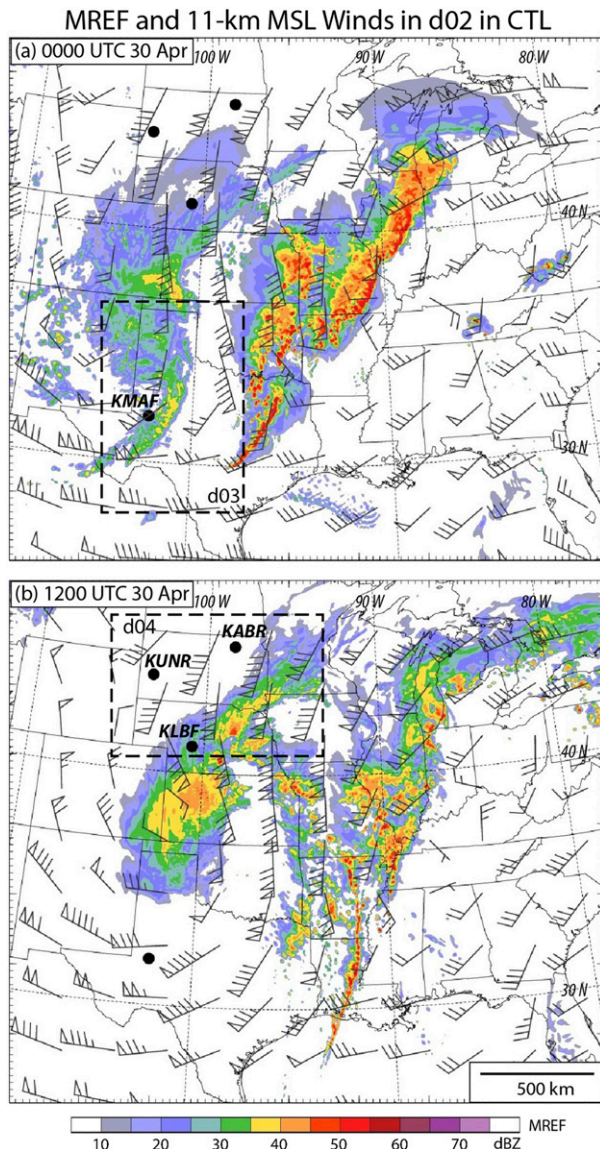 MREF and 11-km MSL Winds in d02 in CTL
(a) 0000 UTC 30 Apr
100 W
90 W
80 W
40 N
KMAF
30 N
d03
(b) 1200 UTC 30 Apr
100 W
90 W
80 W
d04
KABR
KUNR
KLBF
40 N
30 N
500 km
MREF
10 20 30 40 50 60 70 dBZ